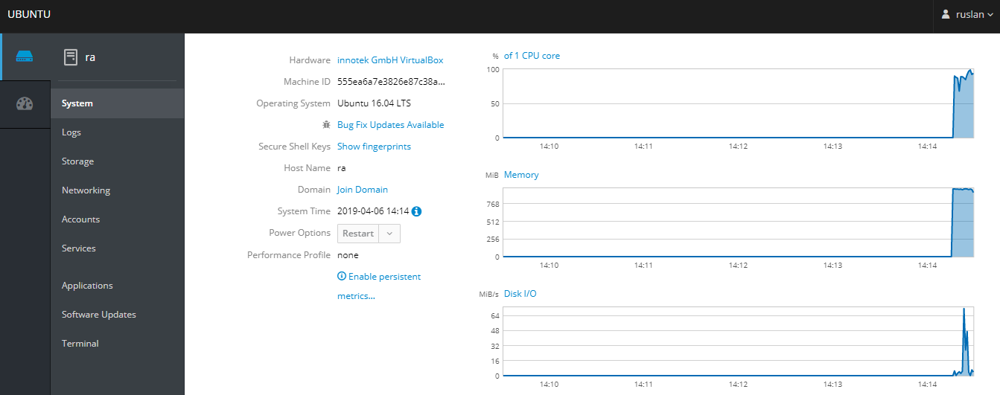 UBUNTU
ruslan
ra
System
Logs
Storage
Networking
Accounts
Services
Applications
Software Updates
Terminal
Hardware innotek GmbH VirtualBox
Machine ID 555ea6a7e3826e87c38a...
Operating System Ubuntu 16.04 LTS
Bug Fix Updates Available
Secure Shell Keys Show fingerprints
Host Name ra
Domain Join Domain
System Time 2019-04-06 14:14
Power Options Restart
Performance Profile none
Enable persistent
metrics...
% of 1 CPU core
100
50
0
14:10 14:11 14:12 14:13 14:14
MiB Memory
768
512
256
0
14:10 14:11 14:12 14:13 14:14
MiB/s Disk I/O
64
48
32
16
0
14:10 14:11 14:12 14:13 14:14